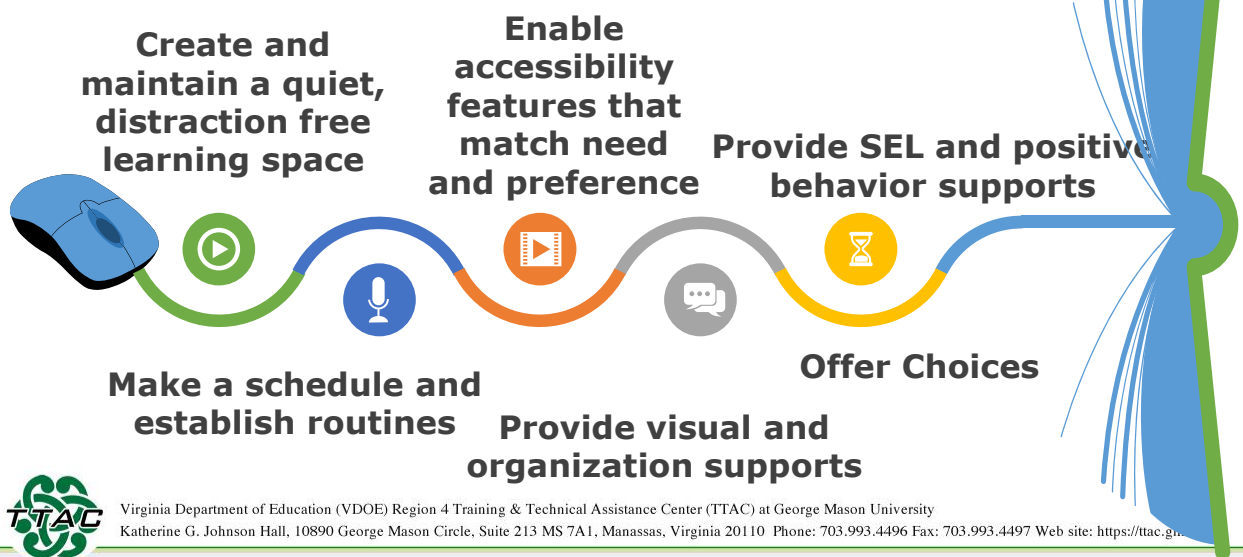 Create and
maintain a quiet,
distraction free
learning space
Enable
accessibility
features that
match need
and preference
Provide SEL and positive
behavior supports
Make a schedule and
establish routines
Provide visual and
organization supports
Offer Choices
TTAC
Virginia Department of Education (VDOE) Region 4 Training & Technical Assistance Center (TTAC) at George Mason University
Katherine G. Johnson Hall, 10890 George Mason Circle, Suite 213 MS 7A1, Manassas, Virginia 20110 Phone: 703.993.4496 Fax: 703.993.4497 Web site: